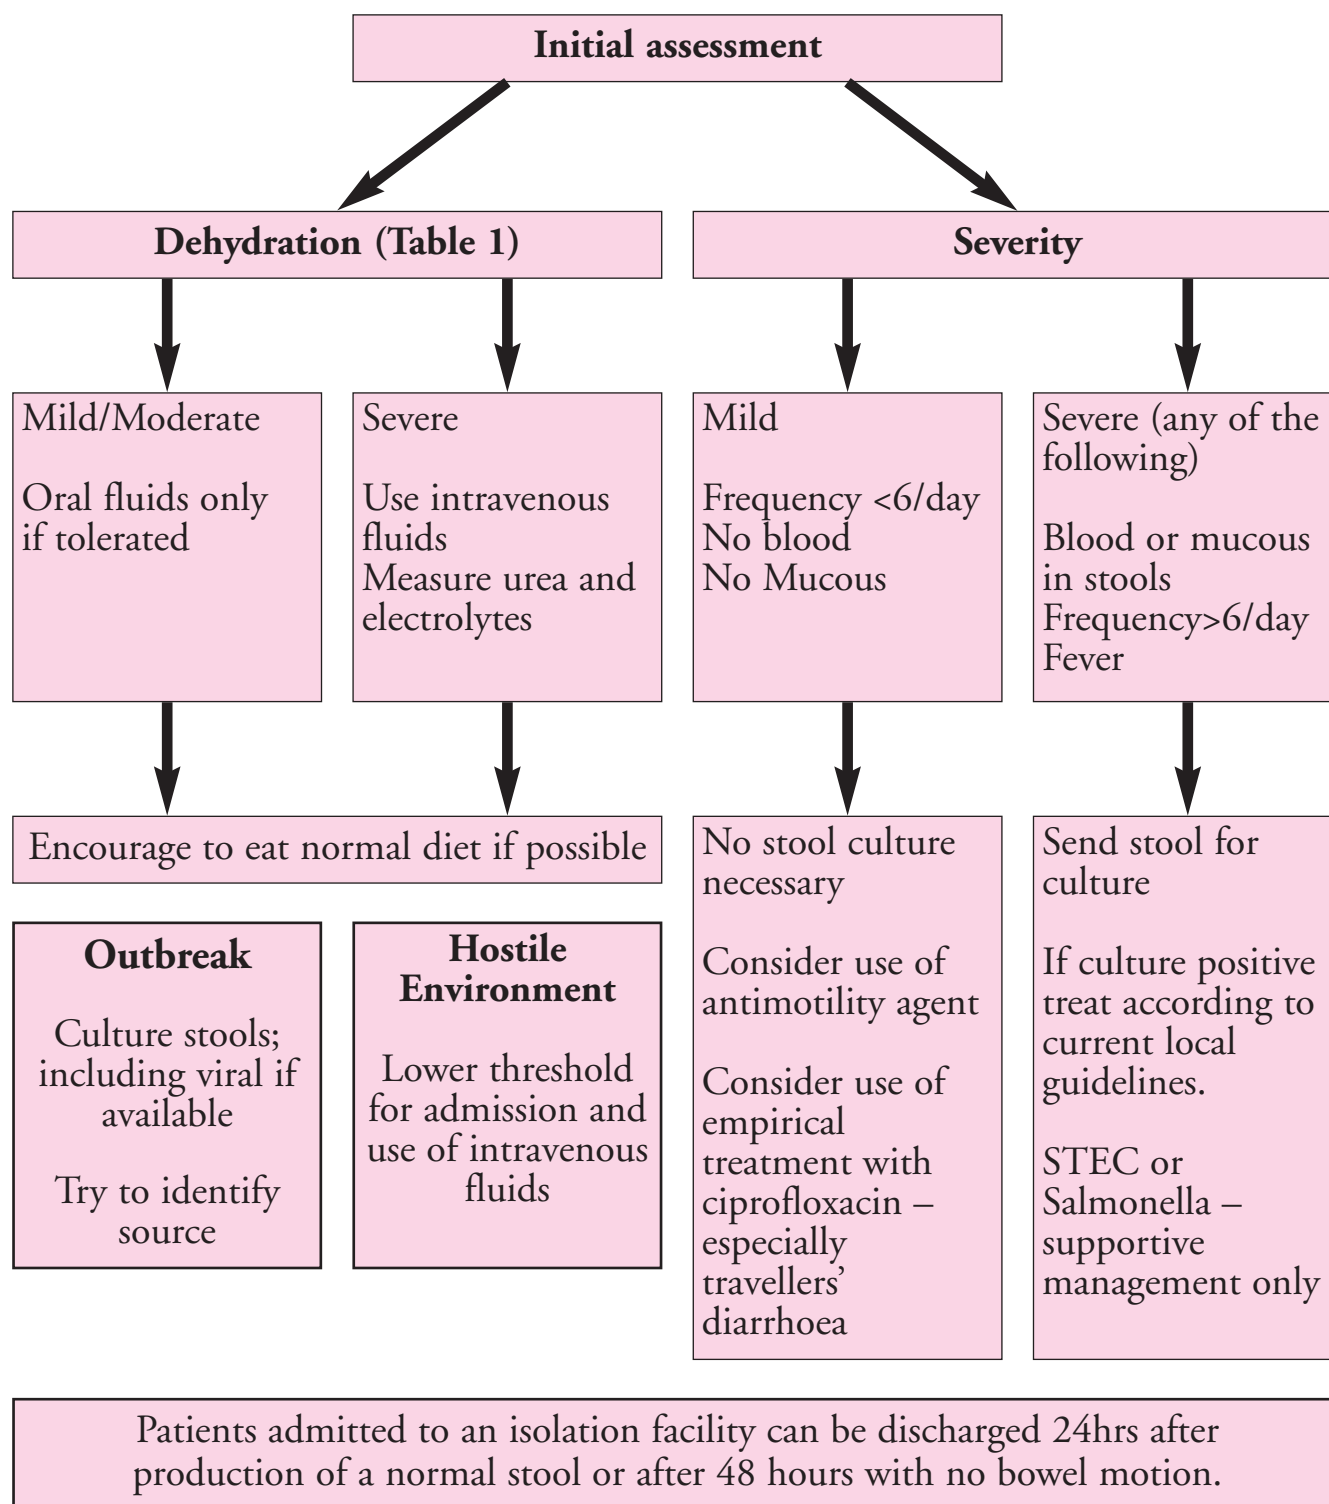 Initial assessment
Dehydration (Table 1)
Severity
Mild/Moderate
Oral fluids only
if tolerated
Severe
Use intravenous
fluids
Measure urea and
electrolytes
Mild
Frequency <6/day
No blood
No Mucous
Severe (any of the
following)
Blood or mucous
in stools
Frequency>6/day
Fever
Encourage to eat normal diet if possible
No stool culture
necessary
Consider use of
antimotility agent
Consider use of
empirical
treatment with
ciprofloxacin –
especially
travellers’
diarrhoea
Send stool for
culture
If culture positive
treat according to
current local
guidelines.
STEC or
Salmonella –
supportive
management only
Outbreak
Culture stools;
including viral if
available
Try to identify
source
Hostile
Environment
Lower threshold
for admission and
use of intravenous
fluids
Patients admitted to an isolation facility can be discharged 24hrs after
production of a normal stool or after 48 hours with no bowel motion.